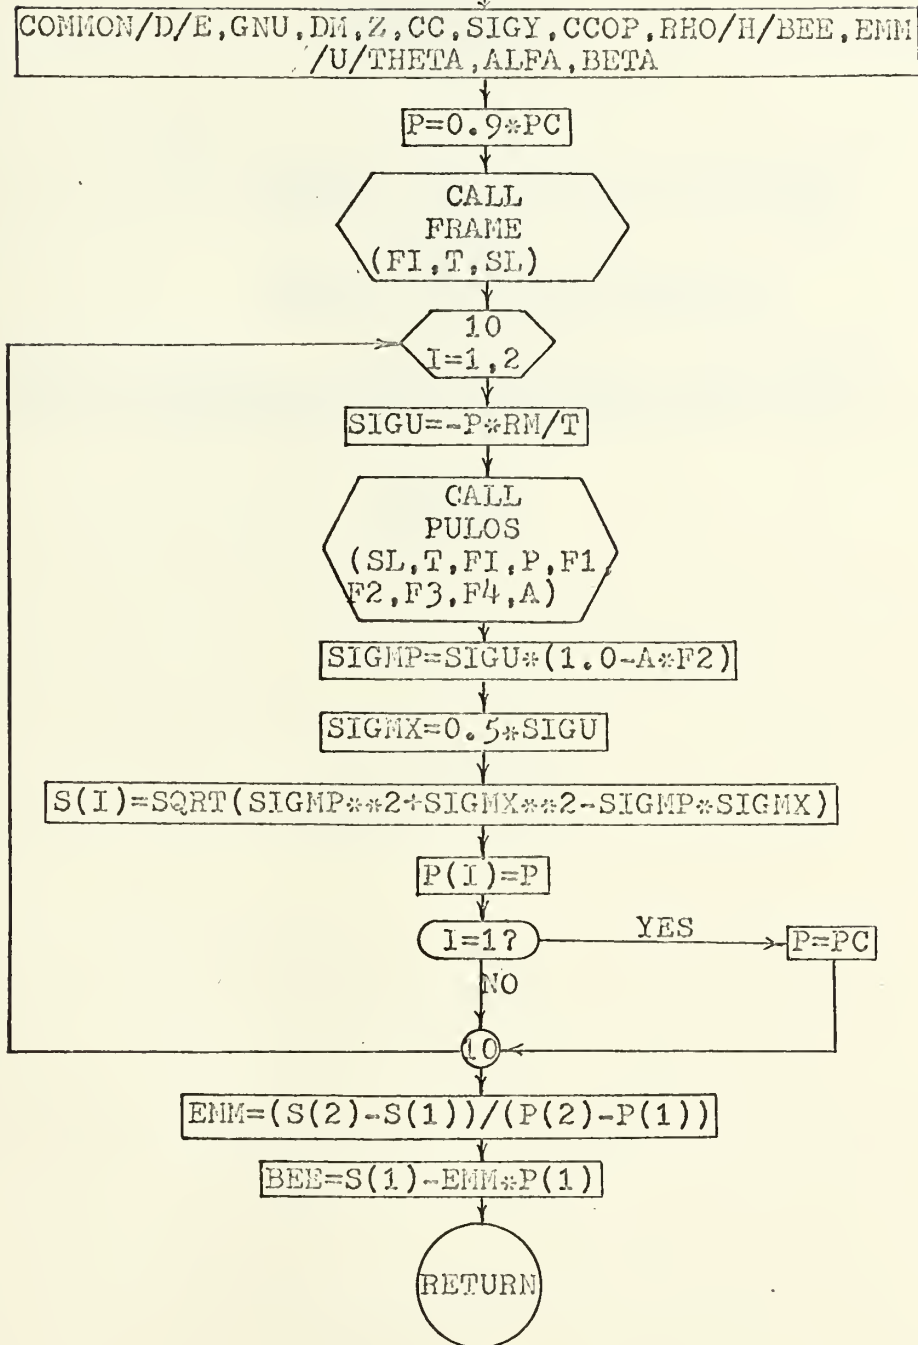 COMMON/D/E,GNU,DM,Z,CC,SIGY,CCOP,RHO/H/BEE,EMM
/U/THETA,ALFA,BETA
P=0.9*PC
CALL
FRAME
(FI,T,SL)
10
I=1,2
SIGU=-P*RM/T
CALL
PULOS
(SL,T,FI,P,F1,
F2,F3,F4,A)
SIGMP=SIGU*(1.0-A*F2)
SIGMX=0.5*SIGU
S(I)=SQRT(SIGMP**2+SIGMX**2-SIGMP*SIGMX)
P(I)=P
I=1?
YES
P=PC
NO
10
EMM=(S(2)-S(1))/(P(2)-P(1))
BEE=S(1)-EMM*P(1)
RETURN